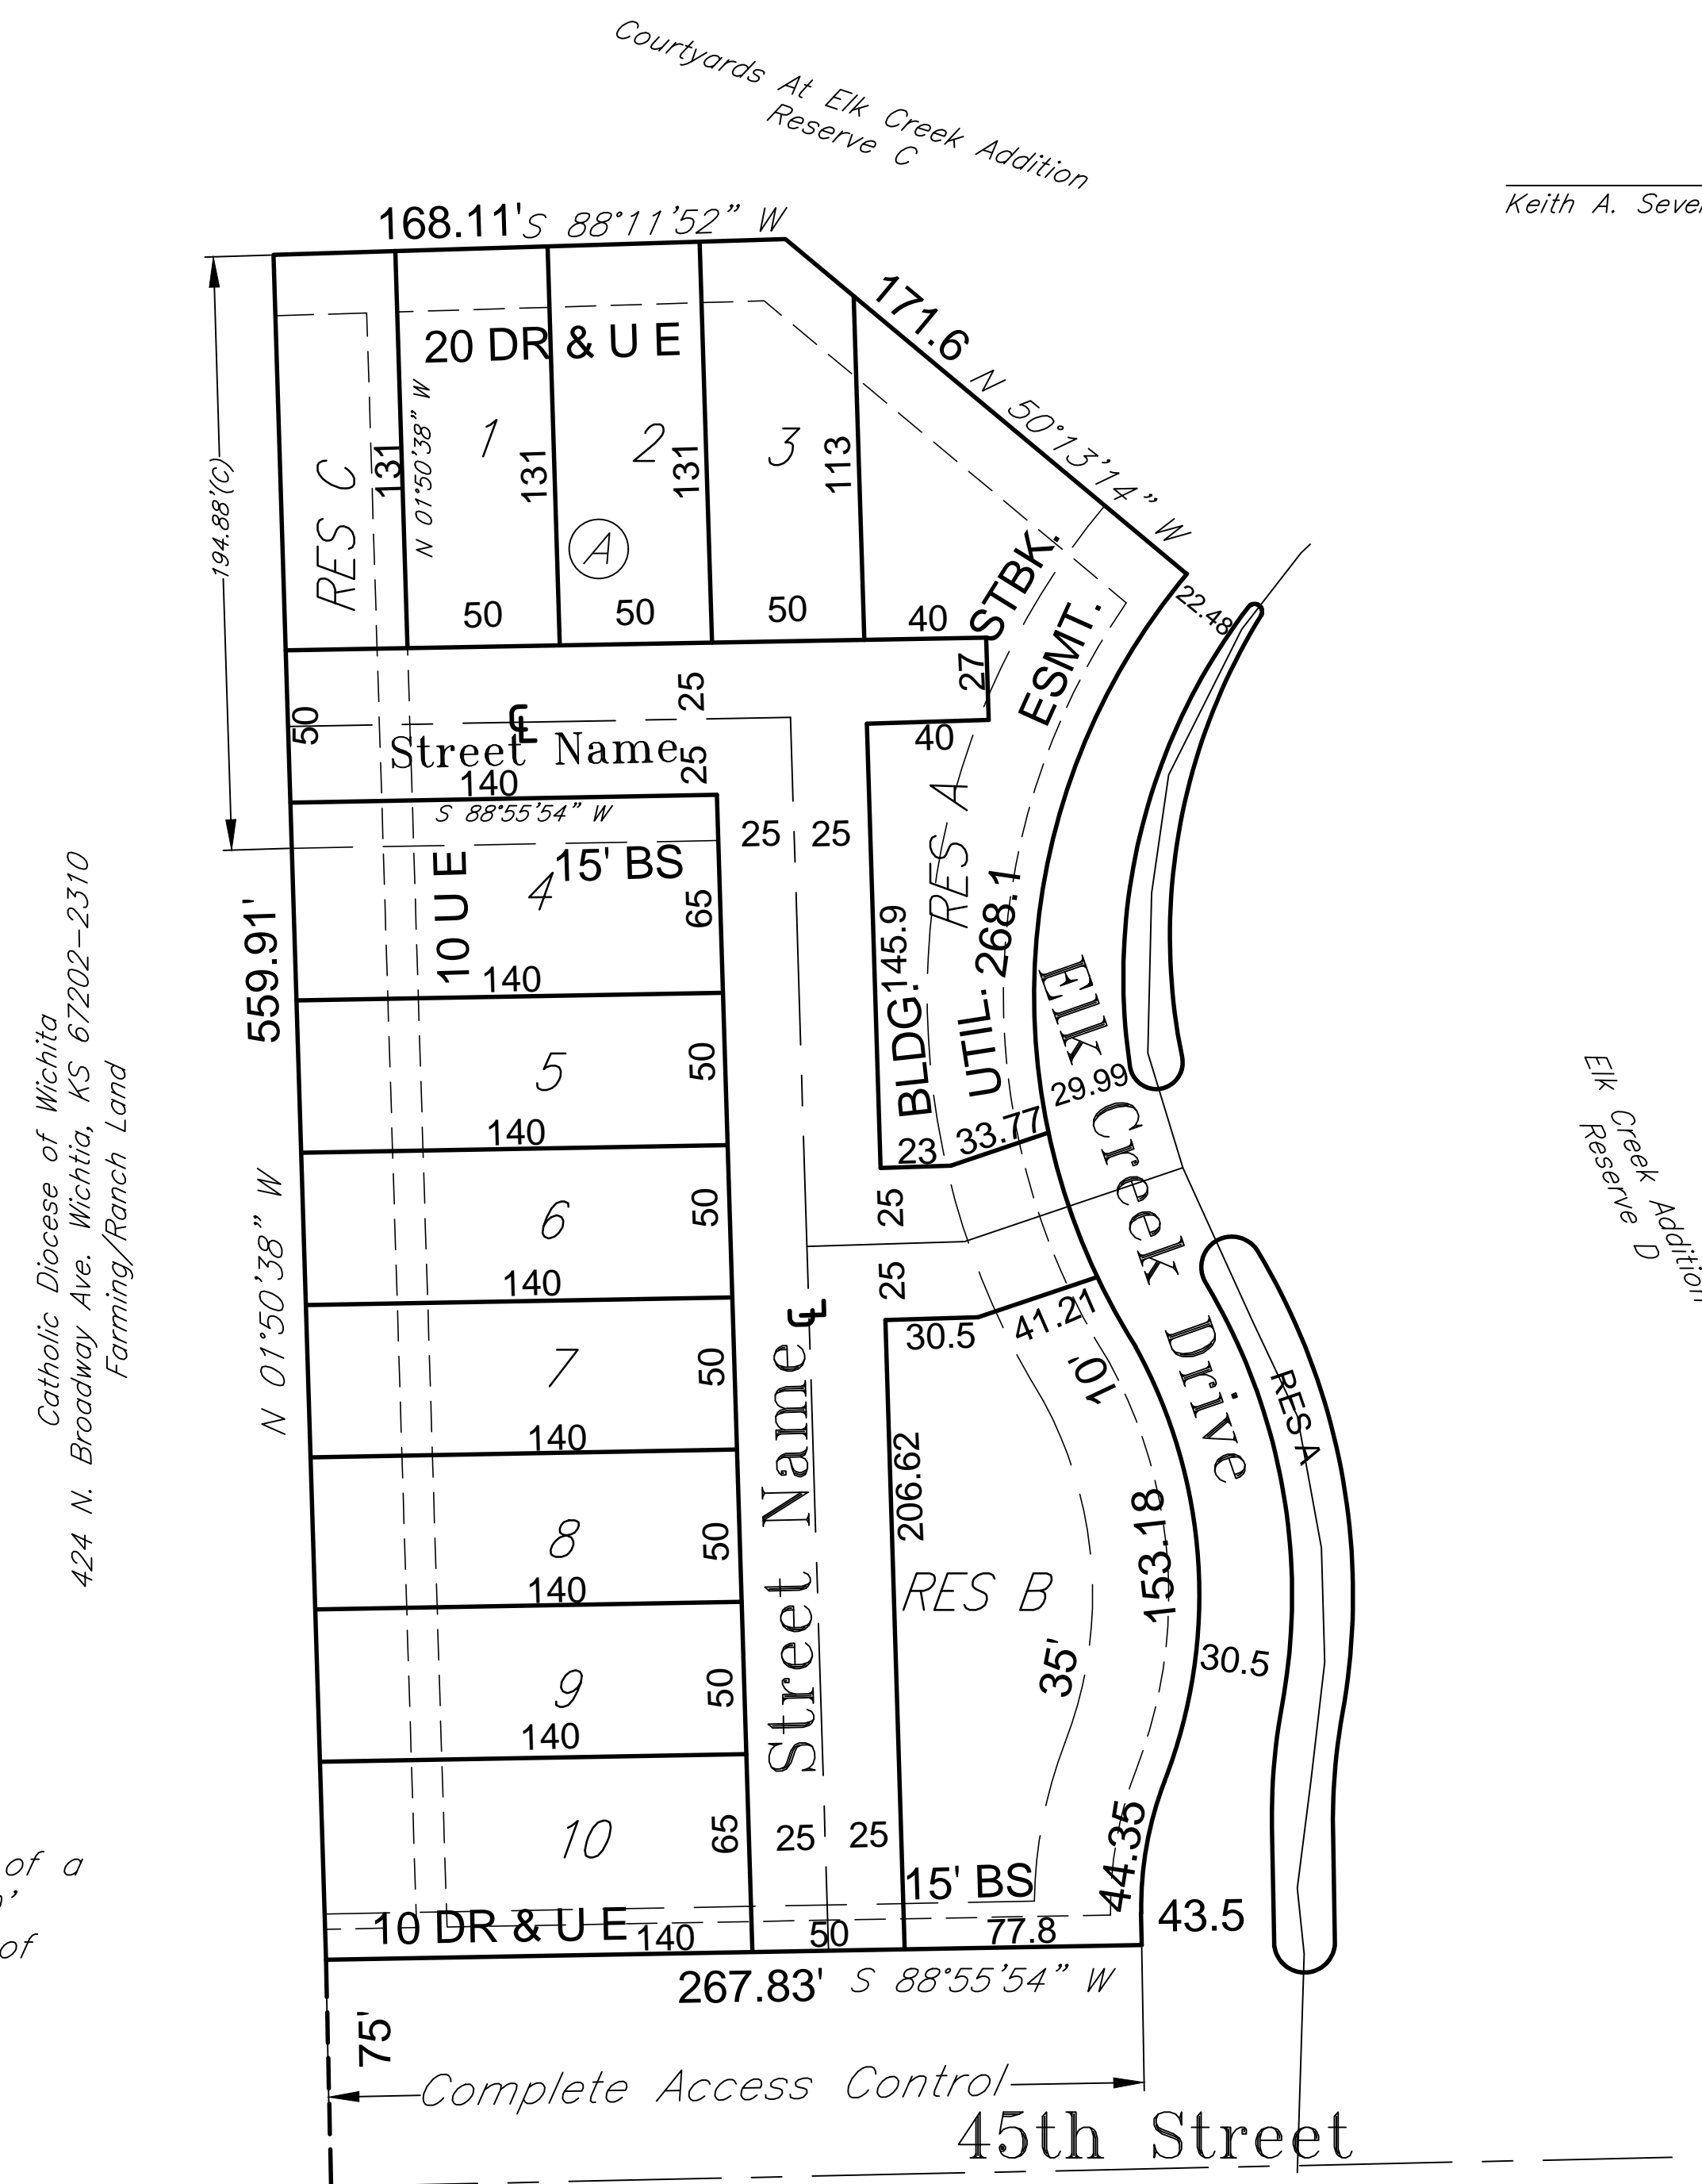 Courtyards At Elk Creek Addition
Reserve C
Keith A.
168.11' S 88°11'52" W
171.6 N 50°13'14" W
194.88'(C)
20 DR & U E
RES C
131
N 01°50'38" W
1
131
2
131
3
113
A
50
50
50
40
STBK.
ESMT.
22.48
27
40
50
25
℄
Street Name
25
140
S 88°55'54" W
25
25
15' BS
4
10 U E
65
140
RES A
145.9
BLDG.
268.1
UTIL.
559.91'
N 01°50'38" W
Catholic Diocese of Wichita
424 N. Broadway Ave. Wichtia, KS 67202-2310
Farming/Ranch Land
5
50
140
23
33.77
29.99
Elk Creek Drive
Elk Creek Addition
Reserve D
6
50
140
25
25
℄
30.5
41.21
10'
7
50
140
Street Name
206.62
RES A
8
50
140
RES B
153.18
35'
30.5
9
50
140
10
65
25
25
44.35
15' BS
43.5
10 DR & U E
140
50
77.8
267.83' S 88°55'54" W
of a
of
75'
Complete Access Control
45th Street